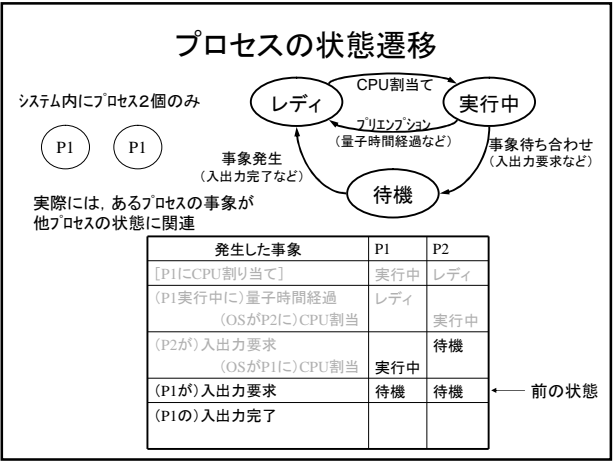 プロセスの状態遷移
システム内にプロセス2個のみ
P1
P1
レディ
CPU割当て
実行中
プリエンプション
(量子時間経過など)
事象発生
(入出力完了など)
事象待ち合わせ
(入出力要求など)
待機
実際には, あるプロセスの事象が
他プロセスの状態に関連
発生した事象 P1 P2
[P1にCPU割り当て] 実行中 レディ
(P1実行中に)量子時間経過 レディ
(OSがP2に)CPU割当 実行中
(P2が)入出力要求 待機
(OSがP1に)CPU割当 実行中
(P1が)入出力要求 待機 待機
前の状態
(P1の)入出力完了